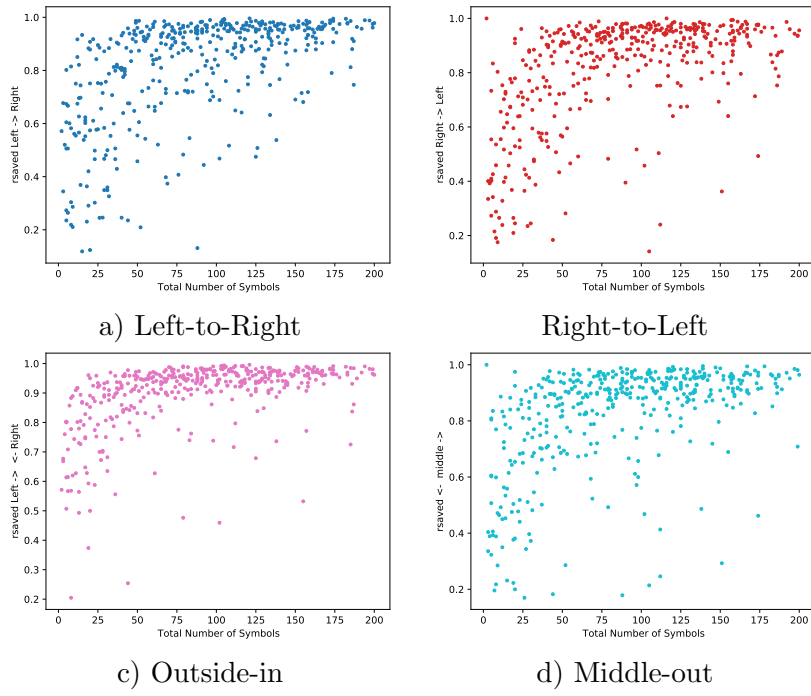 1.0
0.8
0.6
0.4
0.2
rsaved Left -> Right
0 25 50 75 100 125 150 175 200
Total Number of Symbols
a) Left-to-Right
1.0
0.8
0.6
0.4
0.2
rsaved Right -> Left
0 25 50 75 100 125 150 175 200
Total Number of Symbols
Right-to-Left
1.0
0.9
0.8
0.7
0.6
0.5
0.4
0.3
0.2
rsaved Left -> <- Right
0 25 50 75 100 125 150 175 200
Total Number of Symbols
c) Outside-in
1.0
0.8
0.6
0.4
0.2
rsaved <- middle ->
0 25 50 75 100 125 150 175 200
Total Number of Symbols
d) Middle-out